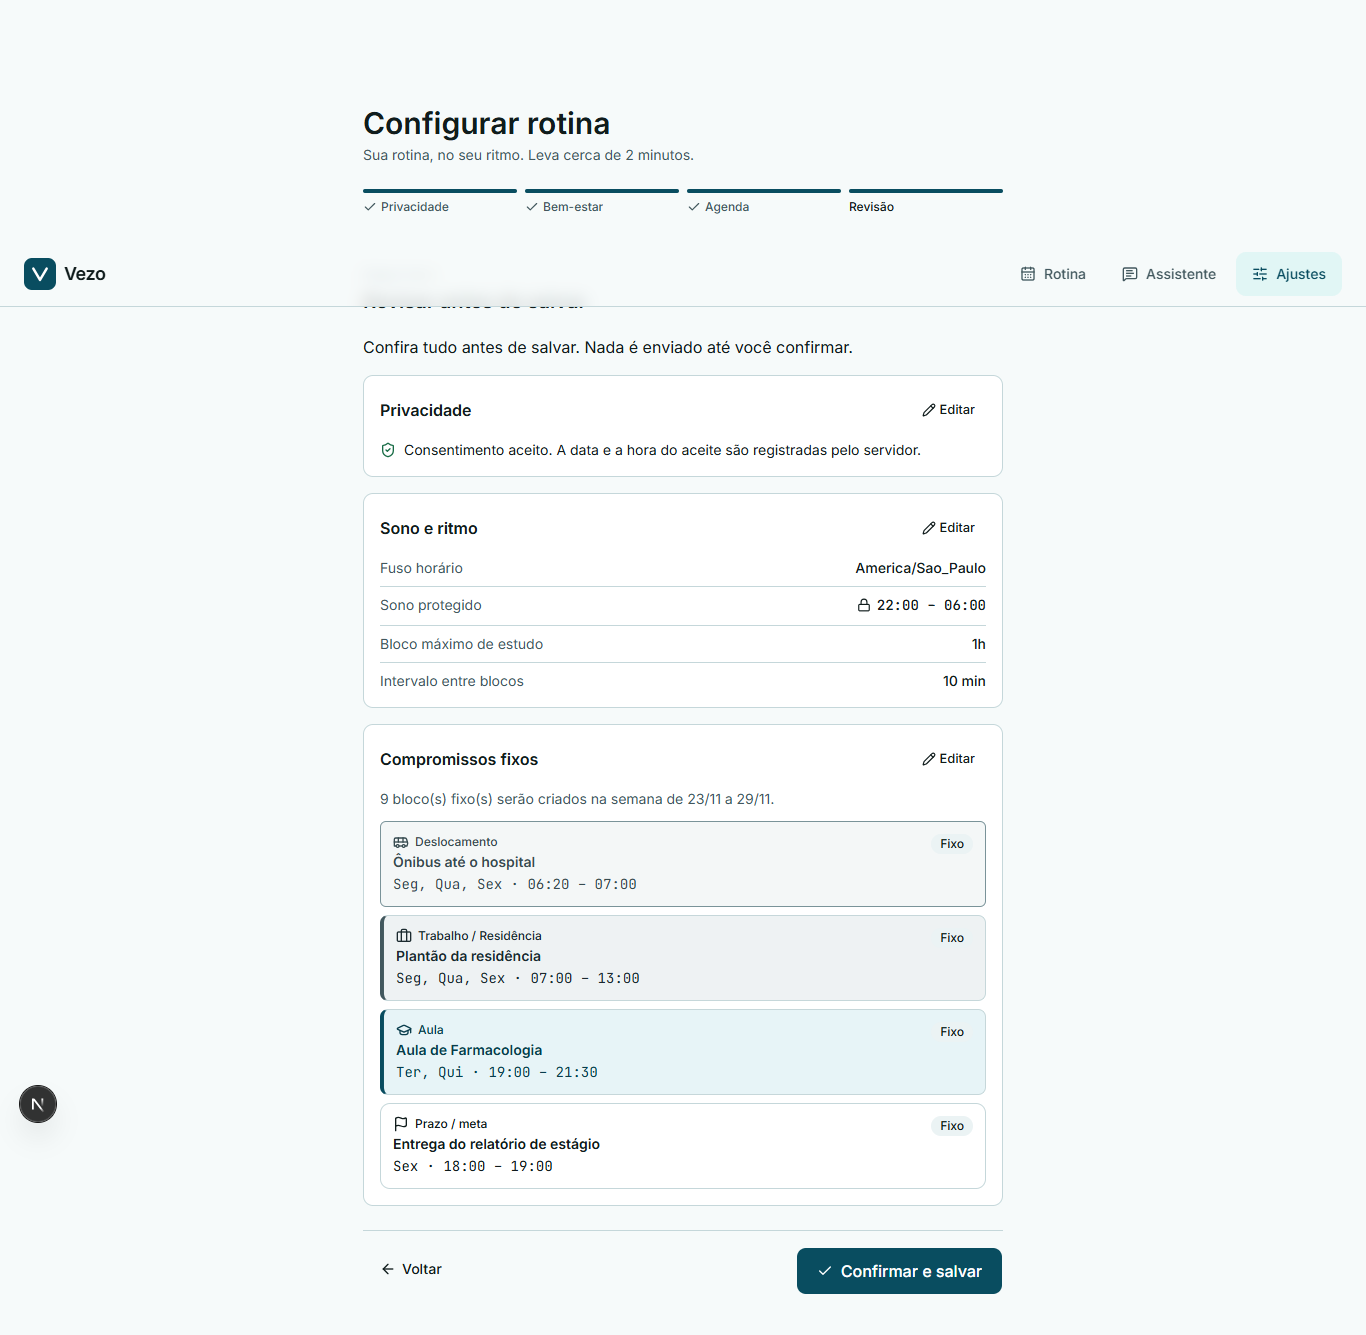 Configurar rotina
Sua rotina, no seu ritmo. Leva cerca de 2 minutos.
Privacidade
Bem-estar
Agenda
Revisão
Vezo
Rotina
Assistente
Ajustes
Confira tudo antes de salvar. Nada é enviado até você confirmar.
Privacidade
Editar
Consentimento aceito. A data e a hora do aceite são registradas pelo servidor.
Sono e ritmo
Editar
Fuso horário
America/Sao_Paulo
Sono protegido
22:00 – 06:00
Bloco máximo de estudo
1h
Intervalo entre blocos
10 min
Compromissos fixos
Editar
9 bloco(s) fixo(s) serão criados na semana de 23/11 a 29/11.
Deslocamento
Fixo
Ônibus até o hospital
Seg, Qua, Sex · 06:20 – 07:00
Trabalho / Residência
Fixo
Plantão da residência
Seg, Qua, Sex · 07:00 – 13:00
Aula
Fixo
Aula de Farmacologia
Ter, Qui · 19:00 – 21:30
Prazo / meta
Fixo
Entrega do relatório de estágio
Sex · 18:00 – 19:00
N
Voltar
Confirmar e salvar